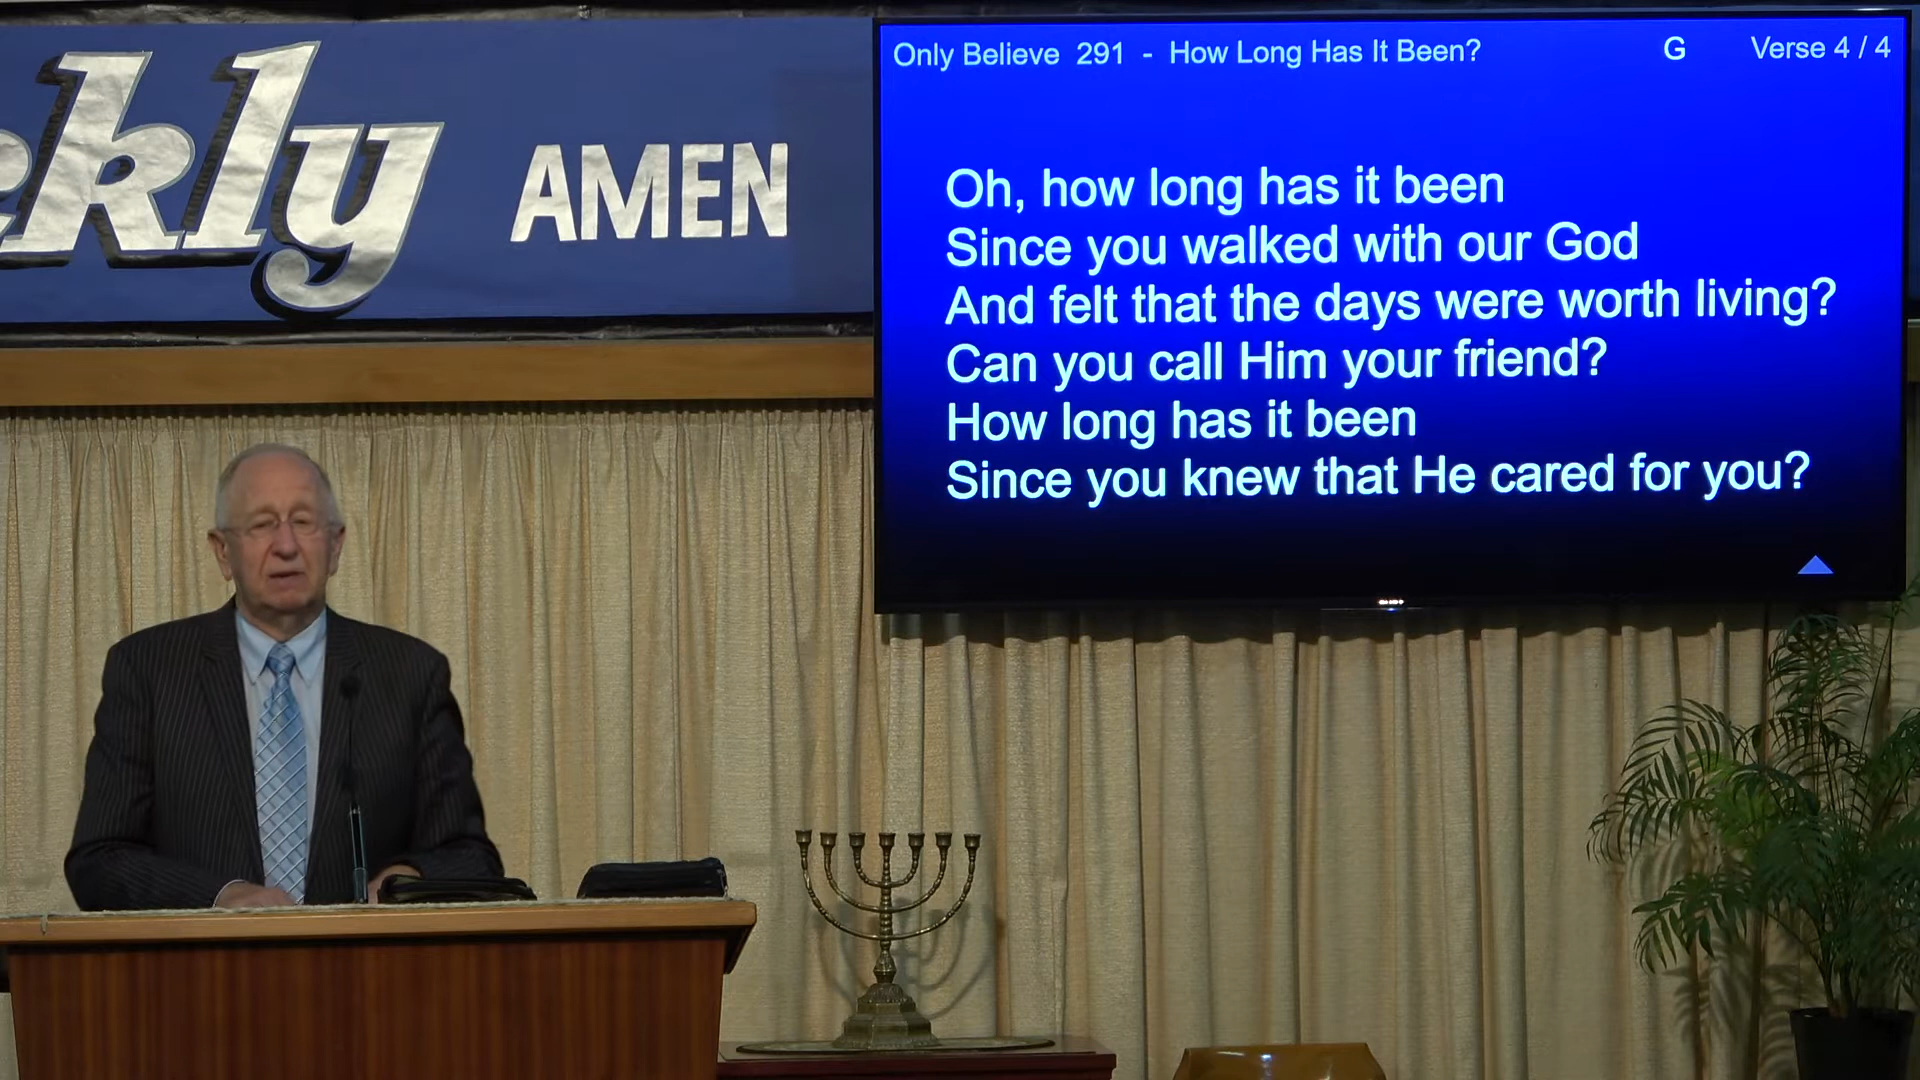 kly AMEN
Only Believe 291 - How Long Has It Been? G Verse 4 / 4
Oh, how long has it been
Since you walked with our God
And felt that the days were worth living?
Can you call Him your friend?
How long has it been
Since you knew that He cared for you?